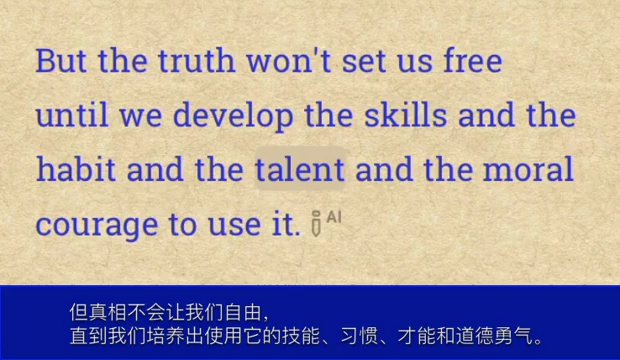 But the truth won't set us free
until we develop the skills and the
habit and the talent and the moral
courage to use it. AI
但真相不会让我们自由，
直到我们培养出使用它的技能、习惯、才能和道德勇气。